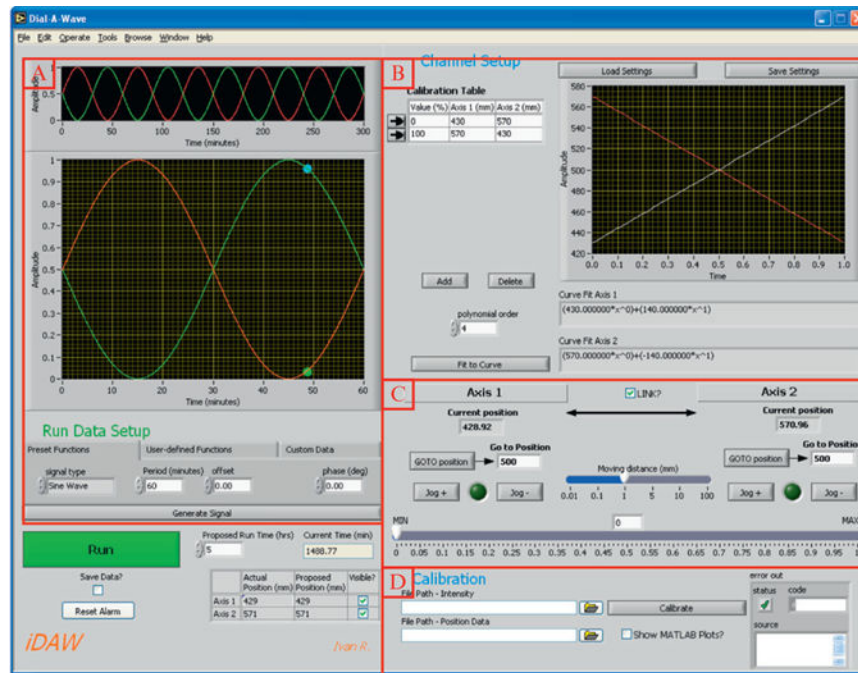 Dial-A-Wave
File Edit Operate Tools Browse Window Help
A
Amplitude
1
0.5
0
0 50 100 150 200 250 300
Time (minutes)
Amplitude
1
0.9
0.8
0.7
0.6
0.5
0.4
0.3
0.2
0.1
0
0 10 20 30 40 50 60
Time (minutes)
Run Data Setup
Preset Functions User-defined Functions Custom Data
signal type Period (minutes) offset phase (deg)
Sine Wave 60 0.00 0.00
Generate Signal
Run
Proposed Run Time (hrs) Current Time (min)
5 1488.77
Save Data?
Reset Alarm
Actual Position (mm) Proposed Position (mm) Visible?
Axis 1 429 429
Axis 2 571 571
iDAW
Ivan R.
B
Channel Setup
Load Settings Save Settings
Calibration Table
Value (%) Axis 1 (mm) Axis 2 (mm)
0 430 570
100 570 430
Amplitude
580
560
540
520
500
480
460
440
420
0.0 0.1 0.2 0.3 0.4 0.5 0.6 0.7 0.8 0.9 1.0
Time
Add Delete
polynomial order
4
Fit to Curve
Curve Fit Axis 1
(430.000000*x^0)+(140.000000*x^1)
Curve Fit Axis 2
(570.000000*x^0)+(-140.000000*x^1)
C
Axis 1 LINK? Axis 2
Current position Current position
428.92 570.96
Go to Position Go to Position
GOTO position 500 GOTO position 500
Moving distance (mm)
0.01 0.1 1 5 10 100
Jog + Jog - Jog + Jog -
MIN 0 MAX
0 0.05 0.1 0.15 0.2 0.25 0.3 0.35 0.4 0.45 0.5 0.55 0.6 0.65 0.7 0.75 0.8 0.85 0.9 0.95 1
D
Calibration
File Path - Intensity
Calibrate
File Path - Position Data
Show MATLAB Plots?
error out
status code
source